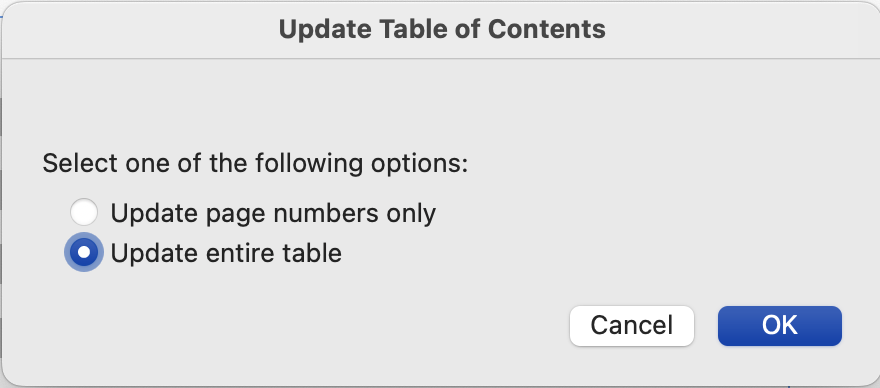 Update Table of Contents
Select one of the following options:
Update page numbers only
Update entire table
Cancel OK